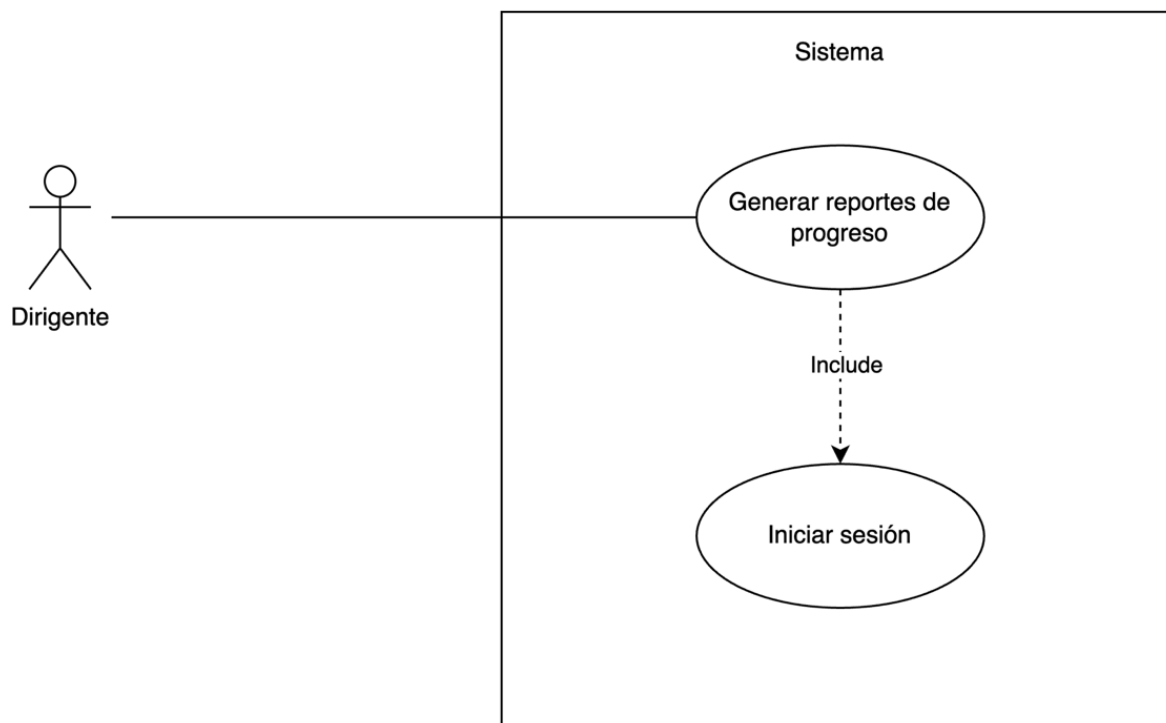 Sistema
Generar reportes de
progreso
Dirigente
Include
Iniciar sesión